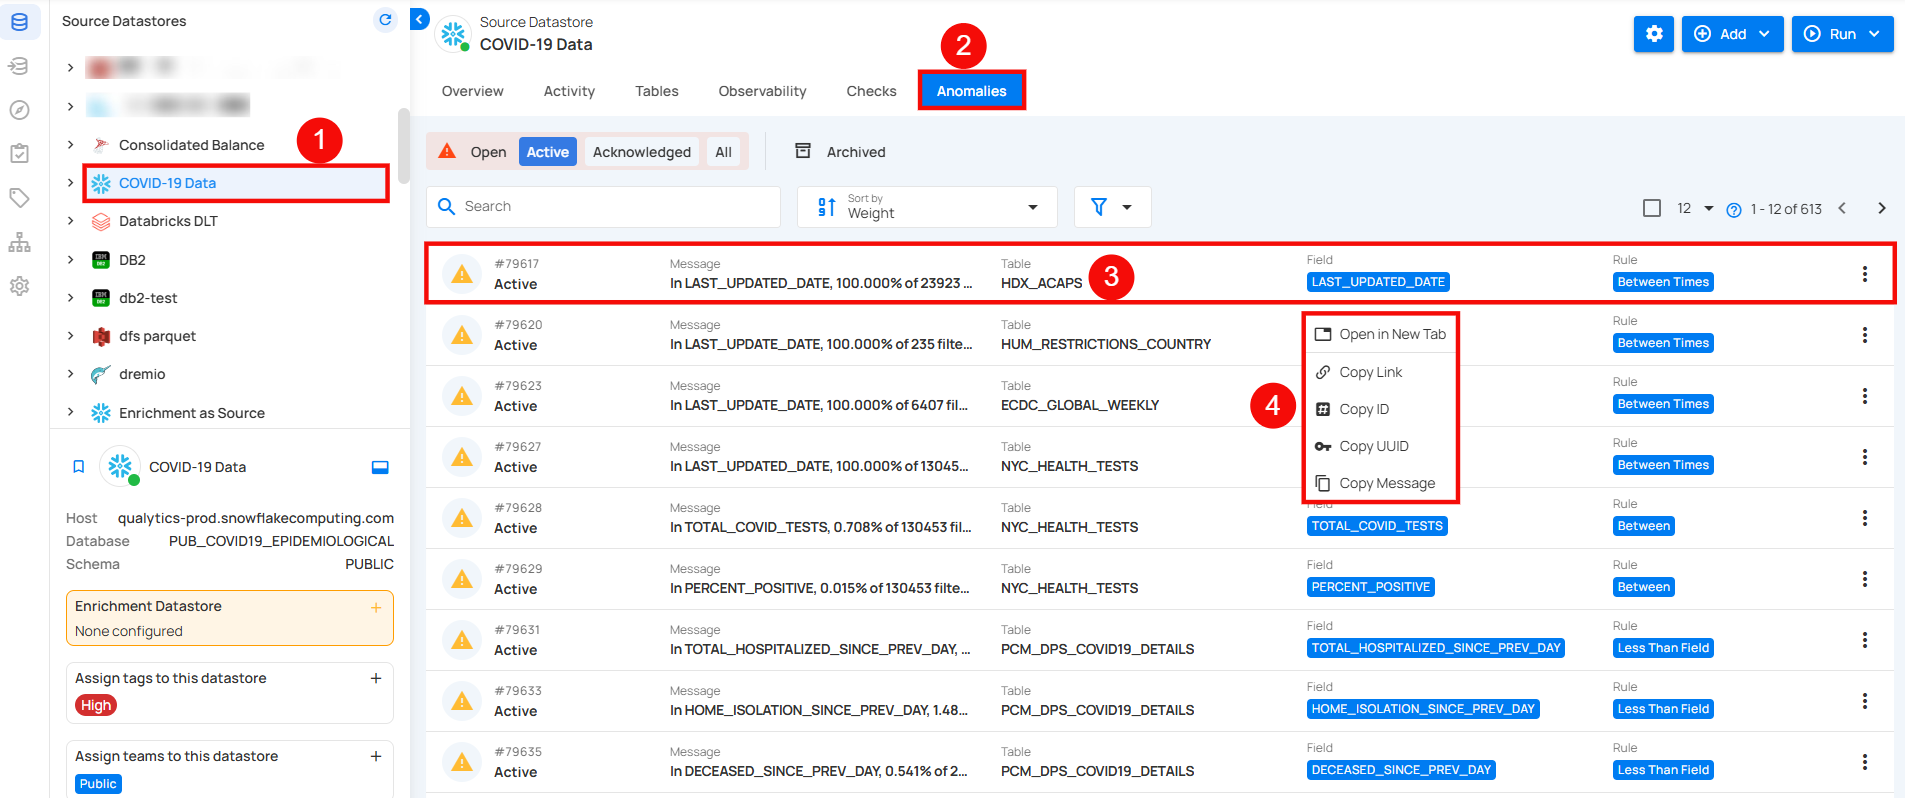 Source Datastores
Consolidated Balance
1
COVID-19 Data
Databricks DLT
DB2
db2-test
dfs parquet
dremio
Enrichment as Source
COVID-19 Data
Host qualytics-prod.snowflakecomputing.com
Database PUB_COVID19_EPIDEMIOLOGICAL
Schema PUBLIC
Enrichment Datastore
None configured
Assign tags to this datastore
High
Assign teams to this datastore
Public
Source Datastore
COVID-19 Data
2
Add
Run
Overview Activity Tables Observability Checks Anomalies
Open Active Acknowledged All Archived
Search
Sort by
Weight
12 1 - 12 of 613
#79617 Message Table Field Rule
Active In LAST_UPDATED_DATE, 100.000% of 23923 ... HDX_ACAPS LAST_UPDATED_DATE Between Times
3
#79620 Message Table Rule
Active In LAST_UPDATE_DATE, 100.000% of 235 filte... HUM_RESTRICTIONS_COUNTRY Between Times
#79623 Message Table Rule
Active In LAST_UPDATE_DATE, 100.000% of 6407 fil... ECDC_GLOBAL_WEEKLY Between Times
#79627 Message Table Rule
Active In LAST_UPDATED_DATE, 100.000% of 13045... NYC_HEALTH_TESTS Between Times
4
Open in New Tab
Copy Link
Copy ID
Copy UUID
Copy Message
#79628 Message Table Field Rule
Active In TOTAL_COVID_TESTS, 0.708% of 130453 fil... NYC_HEALTH_TESTS TOTAL_COVID_TESTS Between
#79629 Message Table Field Rule
Active In PERCENT_POSITIVE, 0.015% of 130453 filte... NYC_HEALTH_TESTS PERCENT_POSITIVE Between
#79631 Message Table Field Rule
Active In TOTAL_HOSPITALIZED_SINCE_PREV_DAY, ... PCM_DPS_COVID19_DETAILS TOTAL_HOSPITALIZED_SINCE_PREV_DAY Less Than Field
#79633 Message Table Field Rule
Active In HOME_ISOLATION_SINCE_PREV_DAY, 1.48... PCM_DPS_COVID19_DETAILS HOME_ISOLATION_SINCE_PREV_DAY Less Than Field
#79635 Message Table Field Rule
Active In DECEASED_SINCE_PREV_DAY, 0.541% of 2... PCM_DPS_COVID19_DETAILS DECEASED_SINCE_PREV_DAY Less Than Field